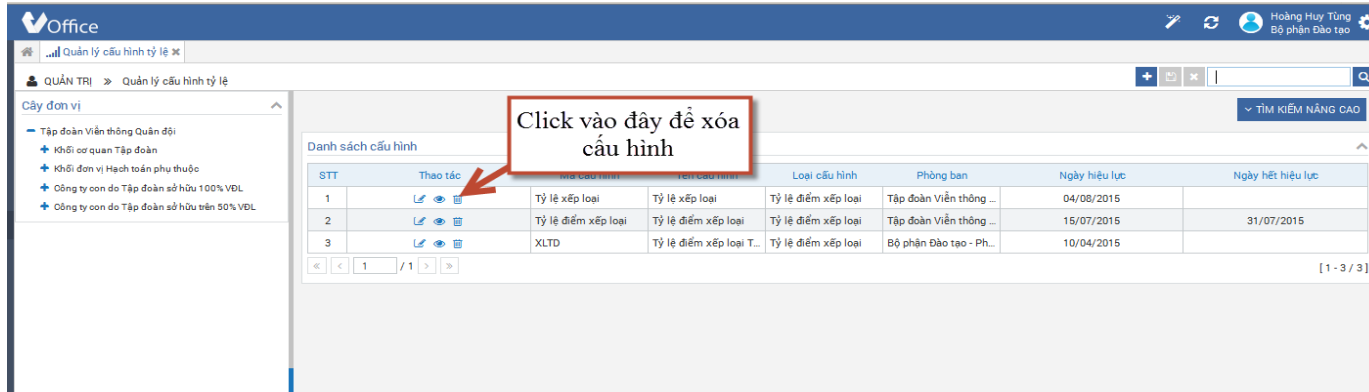 Voffice
Hoàng Huy Tùng
Bộ phận Đào tạo
Quản lý cấu hình tỷ lệ
QUẢN TRỊ » Quản lý cấu hình tỷ lệ
Cây đơn vị
Tập đoàn Viễn thông Quân đội
Khối cơ quan Tập đoàn
Khối đơn vị Hạch toán phụ thuộc
Công ty con do Tập đoàn sở hữu 100% VĐL
Công ty con do Tập đoàn sở hữu trên 50% VĐL
TÌM KIẾM NÂNG CAO
Click vào đây để xóa
cấu hình
Danh sách cấu hình
STT Thao tác Mã cấu hình Tên cấu hình Loại cấu hình Phòng ban Ngày hiệu lực Ngày hết hiệu lực
1 Tỷ lệ xếp loại Tỷ lệ xếp loại Tỷ lệ điểm xếp loại Tập đoàn Viễn thông ... 04/08/2015
2 Tỷ lệ điểm xếp loại Tỷ lệ điểm xếp loại Tỷ lệ điểm xếp loại Tập đoàn Viễn thông ... 15/07/2015 31/07/2015
3 XLTD Tỷ lệ điểm xếp loại T... Tỷ lệ điểm xếp loại Bộ phận Đào tạo - Ph... 10/04/2015
« < 1 / 1 > » [ 1 - 3 / 3 ]